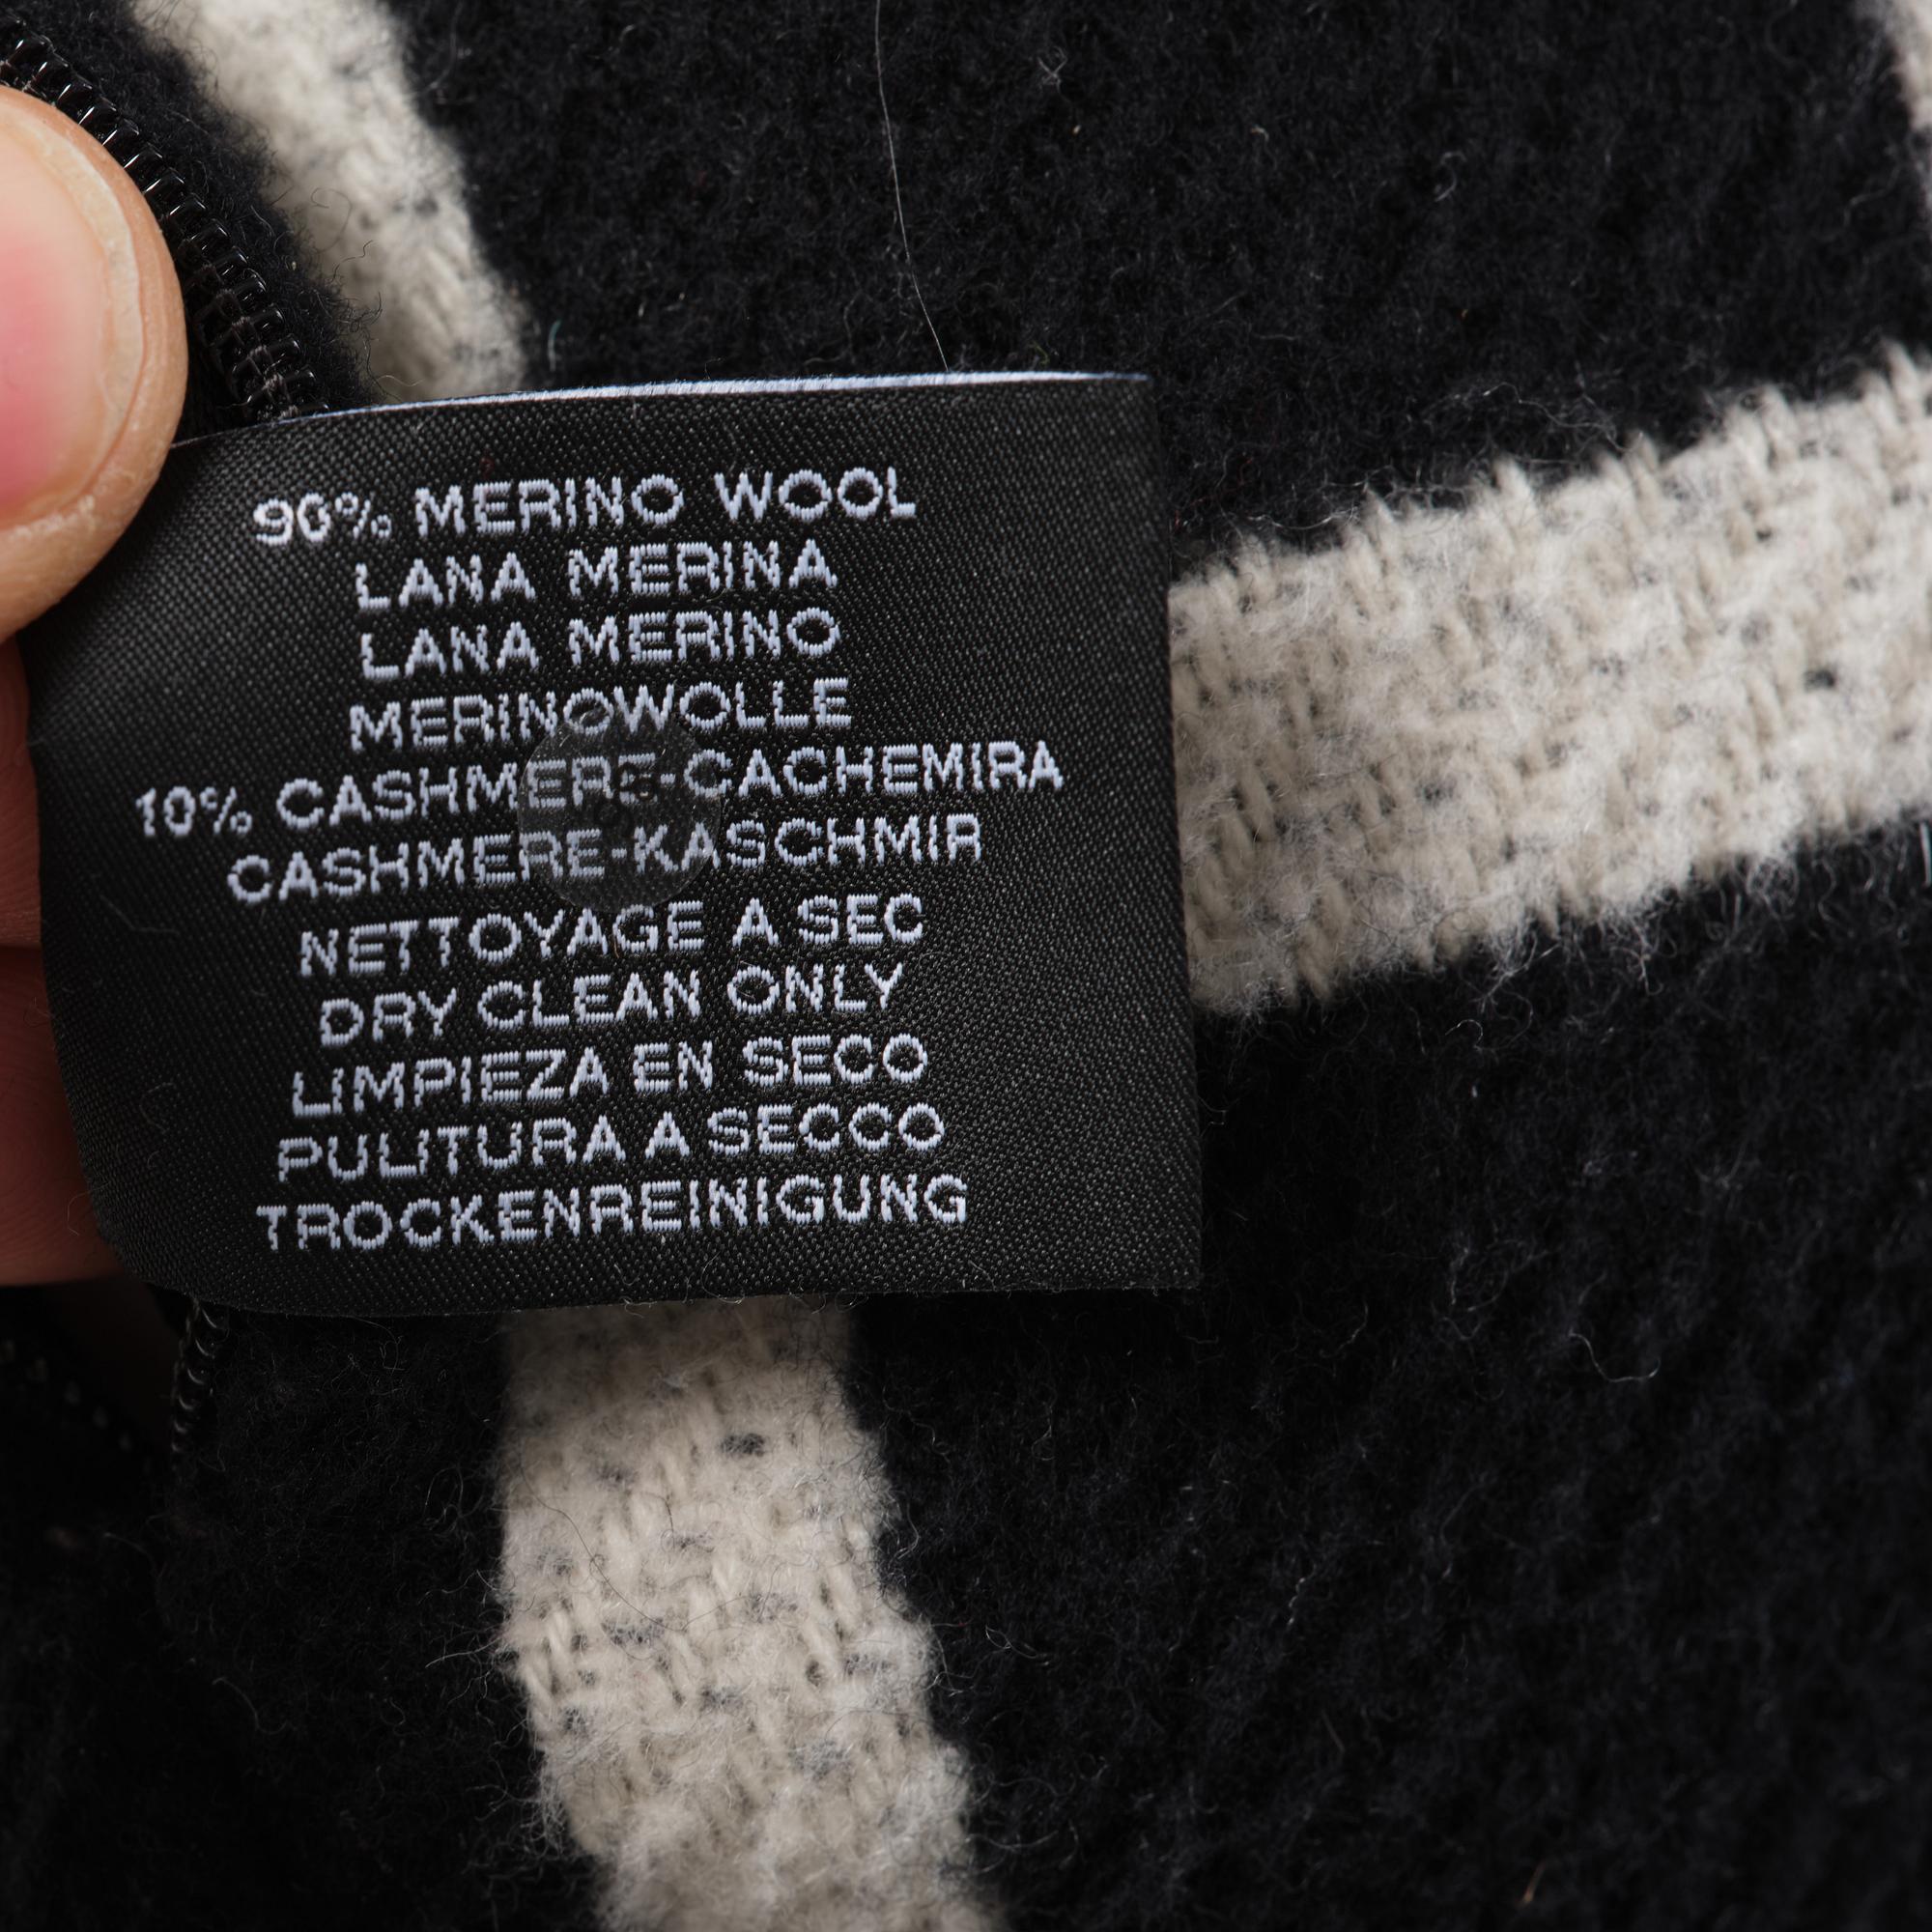 90% MERINO WOOL
LANA MERINA
LANA MERINO
MERINOWOLLE
10% CASHMERE-CACHEMIRA
CASHMERE-KASCHMIR
NETTOYAGE A SEC
DRY CLEAN ONLY
LIMPIEZA EN SECO
PULITURA A SECCO
TROCKENREINIGUNG